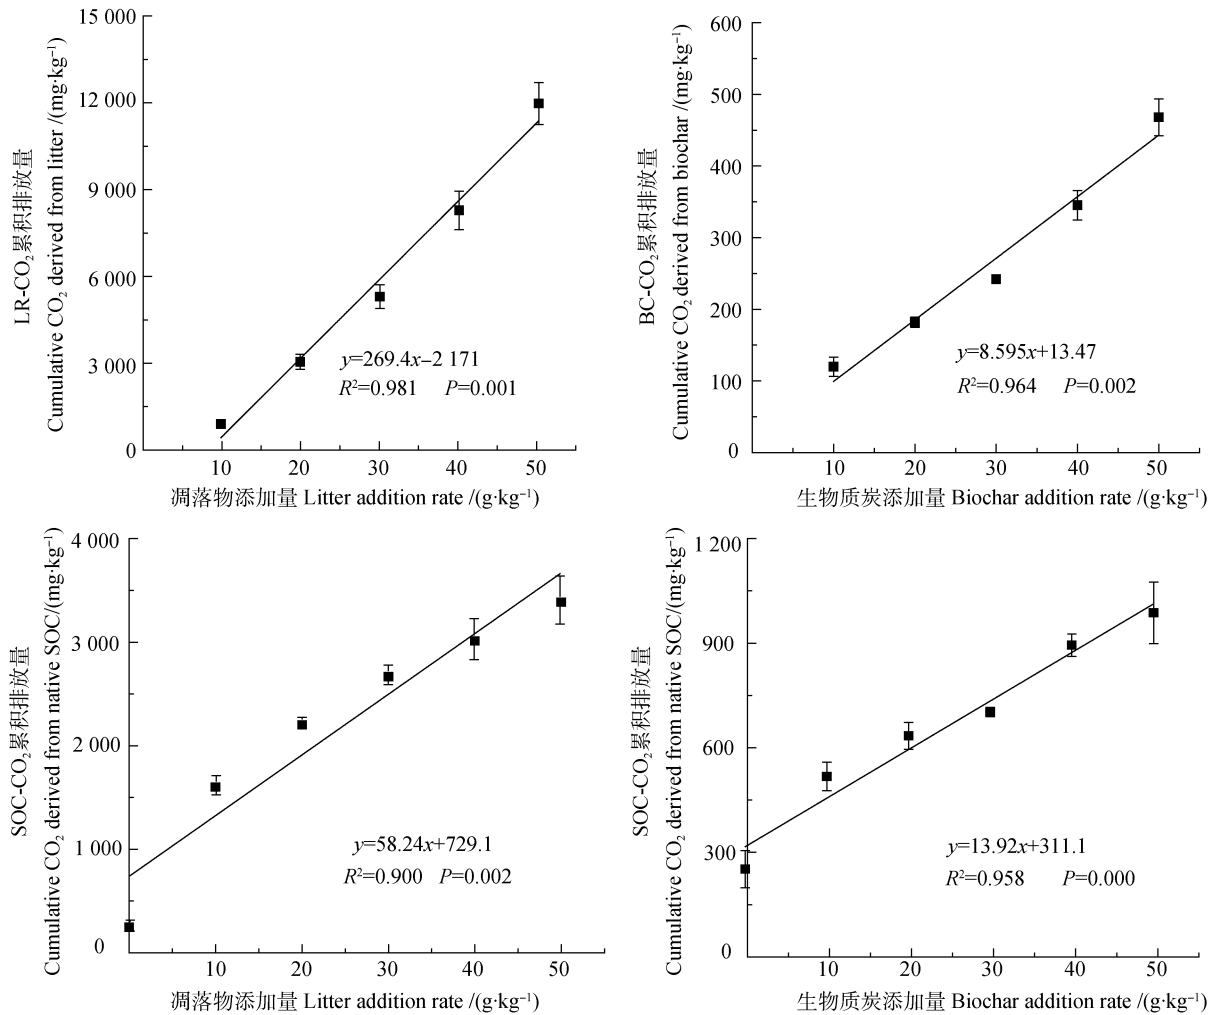 LR-CO₂累积排放量
Cumulative CO₂ derived from litter /(mg·kg⁻¹)
15 000
12 000
9 000
6 000
3 000
0
y=269.4x–2 171
R²=0.981 P=0.001
10 20 30 40 50
凋落物添加量 Litter addition rate /(g·kg⁻¹)
BC-CO₂累积排放量
Cumulative CO₂ derived from biochar /(mg·kg⁻¹)
600
500
400
300
200
100
0
y=8.595x+13.47
R²=0.964 P=0.002
10 20 30 40 50
生物质炭添加量 Biochar addition rate /(g·kg⁻¹)
SOC-CO₂累积排放量
Cumulative CO₂ derived from native SOC/(mg·kg⁻¹)
4 000
3 000
2 000
1 000
0
y=58.24x+729.1
R²=0.900 P=0.002
10 20 30 40 50
凋落物添加量 Litter addition rate /(g·kg⁻¹)
SOC-CO₂累积排放量
Cumulative CO₂ derived from native SOC/(mg·kg⁻¹)
1 200
900
600
300
0
y=13.92x+311.1
R²=0.958 P=0.000
10 20 30 40 50
生物质炭添加量 Biochar addition rate /(g·kg⁻¹)